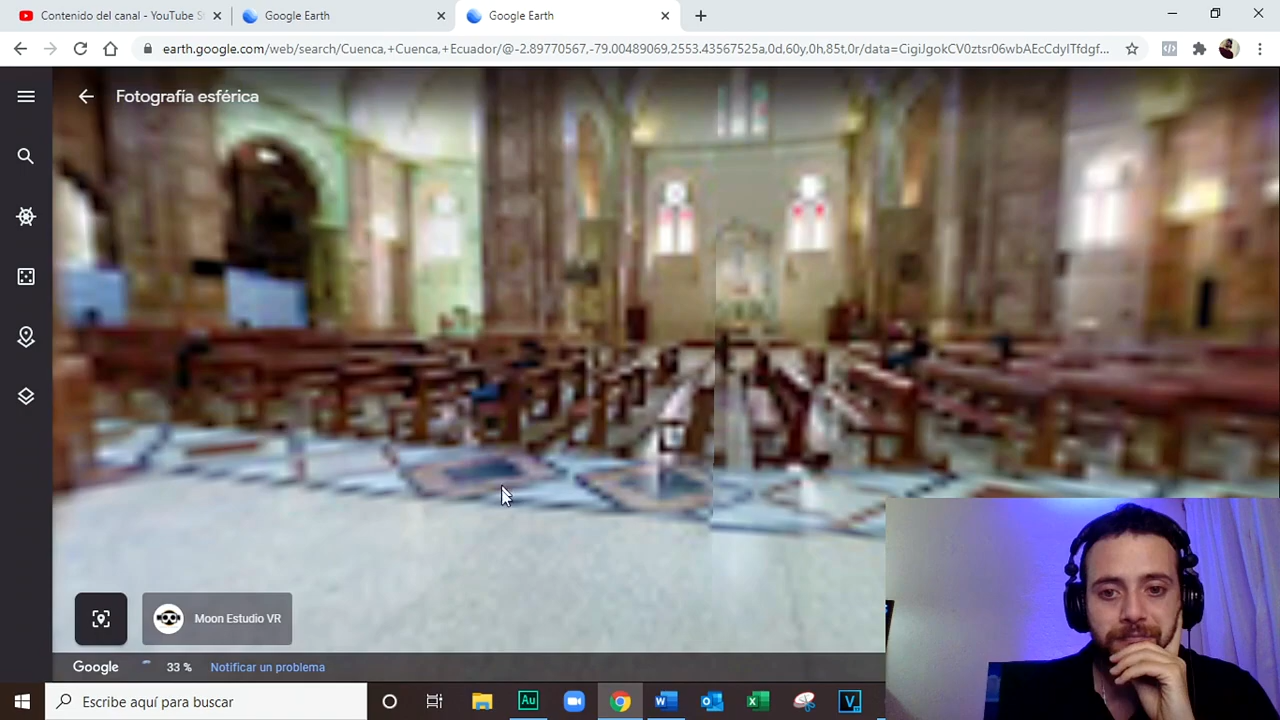 Contenido del canal - YouTube S
Google Earth
Google Earth
earth.google.com/web/search/Cuenca,+Cuenca,+Ecuador/@-2.89770567,-79.00489069,2553.43567525a,0d,60y,0h,85t,0r/data=
Fotografía esférica
Moon Estudio VR
Google
33 %
Notificar un problema
Escribe aquí para buscar
Au